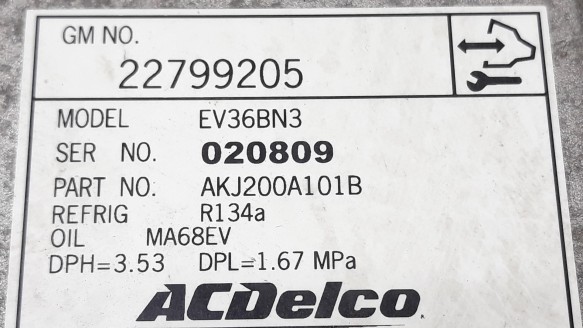 GM NO.
22799205
MODEL EV36BN3
SER NO. 020809
PART NO. AKJ200A101B
REFRIG R134a
OIL MA68EV
DPH=3.53 DPL=1.67 MPa
ACDelco